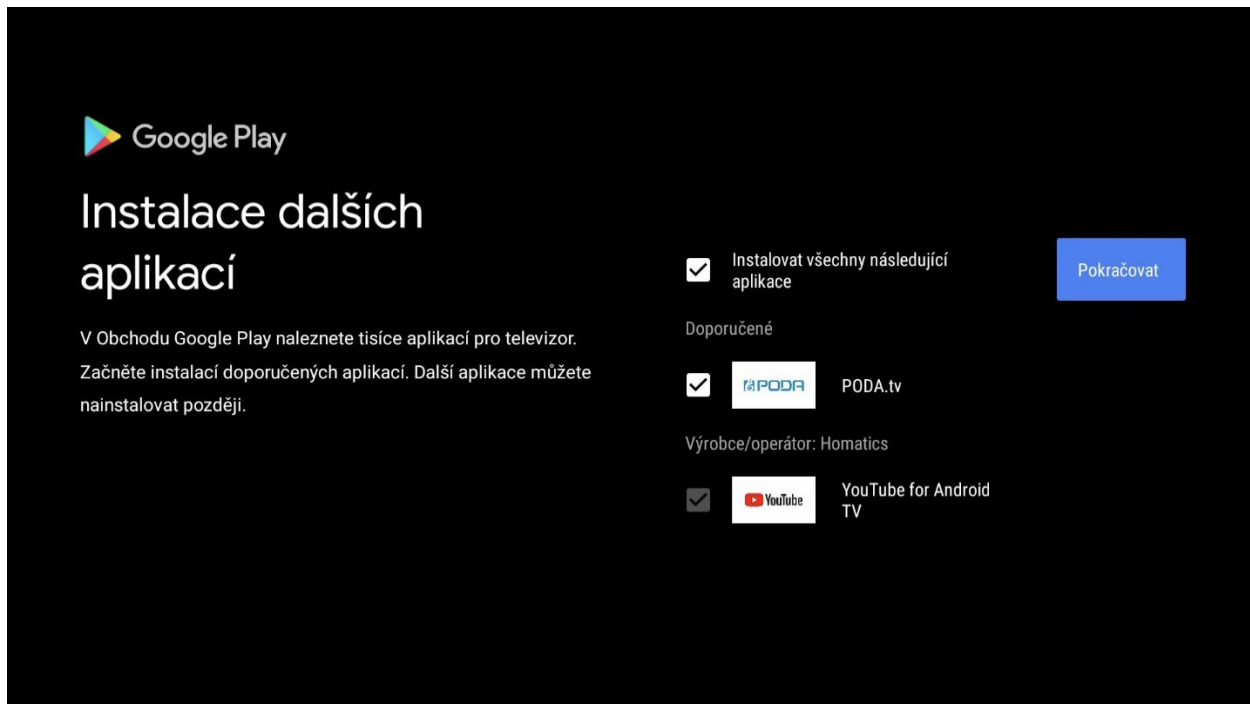 Google Play
Instalace dalších
aplikací
V Obchodu Google Play naleznete tisíce aplikací pro televizor.
Začněte instalací doporučených aplikací. Další aplikace můžete
nainstalovat později.
Instalovat všechny následující
aplikace
Pokračovat
Doporučené
PODA
PODA.tv
Výrobce/operátor: Homatics
YouTube
YouTube for Android
TV